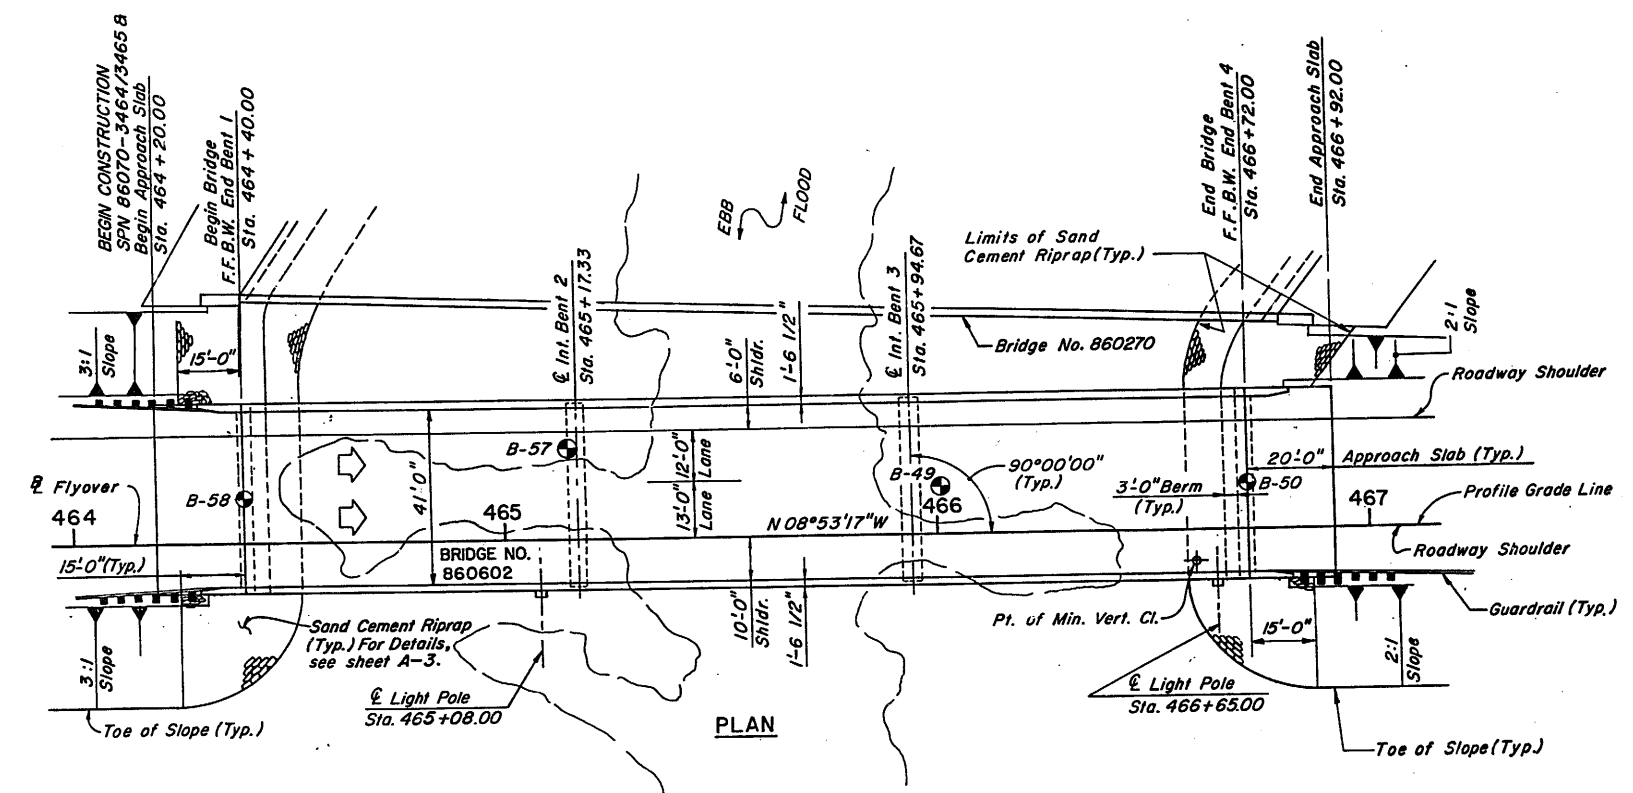 BEGIN CONSTRUCTION
SPN 86070-3464/3465 &
Begin Approach Slab
Sta. 464 + 20.00
Begin Bridge
F.F.B.W. End Bent 1
Sta. 464 + 40.00
℄ Int. Bent 2
Sta. 465+17.33
EBB
FLOOD
℄ Int. Bent 3
Sta. 465+94.67
Limits of Sand
Cement Riprap (Typ.)
End Bridge
F.F.B.W. End Bent 4
Sta. 466+72.00
End Approach Slab
Sta. 466+92.00
3:1
Slope
15'-0"
6'-0"
Shldr.
1'-6 1/2"
Bridge No. 860270
2:1
Slope
Roadway Shoulder
B-57
12'-0"
Lane
13'-0"
Lane
41'-0"
B-49
90°00'00"
(Typ.)
20'-0"
Approach Slab (Typ.)
B-50
3'-0" Berm
(Typ.)
Flyover
B-58
464
465
466
467
Profile Grade Line
N 08°53'17"W
Roadway Shoulder
15'-0" (Typ.)
BRIDGE NO.
860602
10'-0"
Shldr.
1'-6 1/2"
Pt. of Min. Vert. Cl.
Guardrail (Typ.)
15'-0"
3:1
Slope
Sand Cement Riprap
(Typ.) For Details,
see sheet A-3.
2:1
Slope
℄ Light Pole
Sta. 465+08.00
℄ Light Pole
Sta. 466+65.00
Toe of Slope (Typ.)
PLAN
Toe of Slope (Typ.)